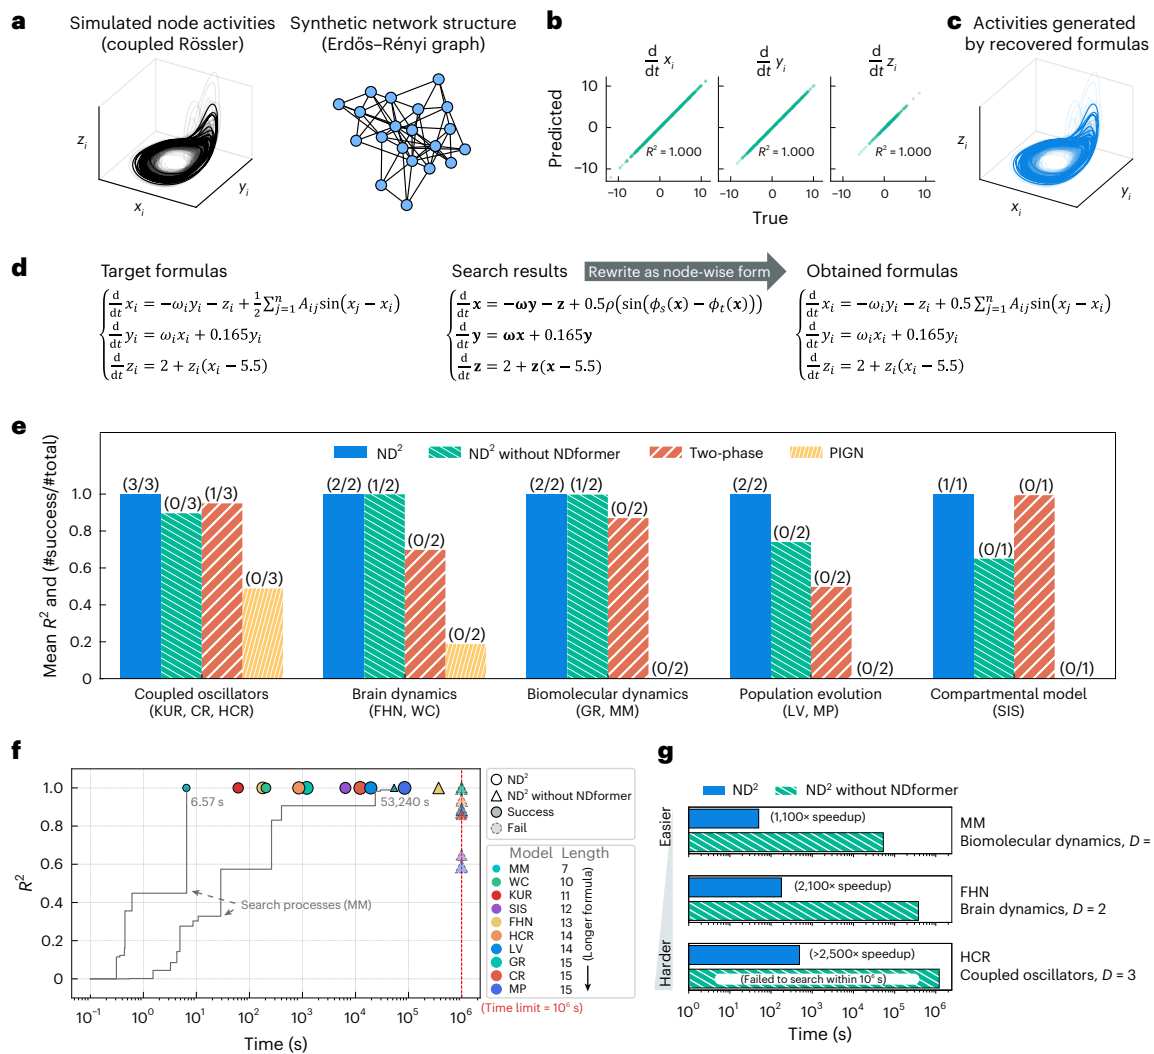 a
Simulated node activities
(coupled Rössler)
Synthetic network structure
(Erdős–Rényi graph)
z_i
x_i
y_i
b
d/dt x_i
d/dt y_i
d/dt z_i
Predicted
10
0
−10
R² = 1.000
R² = 1.000
R² = 1.000
−10 0 10
−10 0 10
−10 0 10
True
c
Activities generated
by recovered formulas
z_i
x_i
y_i
d
Target formulas
d/dt x_i = −ω_i y_i − z_i + 1/2 ∑_{j=1}^{n} A_{ij} sin(x_j − x_i)
d/dt y_i = ω_i x_i + 0.165y_i
d/dt z_i = 2 + z_i(x_i − 5.5)
Search results
d/dt x = −ωy − z + 0.5ρ(sin(ϕ_s(x) − ϕ_t(x)))
d/dt y = ωx + 0.165y
d/dt z = 2 + z(x − 5.5)
Rewrite as node-wise form
Obtained formulas
d/dt x_i = −ω_i y_i − z_i + 0.5 ∑_{j=1}^{n} A_{ij} sin(x_j − x_i)
d/dt y_i = ω_i x_i + 0.165y_i
d/dt z_i = 2 + z_i(x_i − 5.5)
e
Mean R² and (#success/#total)
ND² ND² without NDformer Two-phase PIGN
1.0
0.8
0.6
0.4
0.2
0
(3/3) (0/3) (1/3) (0/3)
(2/2) (1/2) (0/2) (0/2)
(2/2) (1/2) (0/2) (0/2)
(2/2) (0/2) (0/2) (0/2)
(1/1) (0/1) (0/1) (0/1)
Coupled oscillators
(KUR, CR, HCR)
Brain dynamics
(FHN, WC)
Biomolecular dynamics
(GR, MM)
Population evolution
(LV, MP)
Compartmental model
(SIS)
f
R²
1.0
0.8
0.6
0.4
0.2
0
6.57 s
53,240 s
Search processes (MM)
10⁻¹ 10⁰ 10¹ 10² 10³ 10⁴ 10⁵ 10⁶
Time (s)
(Time limit = 10⁶ s)
ND²
ND² without NDformer
Success
Fail
Model Length
MM 7
WC 10
KUR 11
SIS 12
FHN 13
HCR 14
LV 14
GR 15
CR 15
MP 15
(Longer formula)
g
ND² ND² without NDformer
Easier
Harder
(1,100× speedup)
MM
Biomolecular dynamics, D =
(2,100× speedup)
FHN
Brain dynamics, D = 2
(>2,500× speedup)
(Failed to search within 10⁶ s)
HCR
Coupled oscillators, D = 3
10⁰ 10¹ 10² 10³ 10⁴ 10⁵ 10⁶
Time (s)